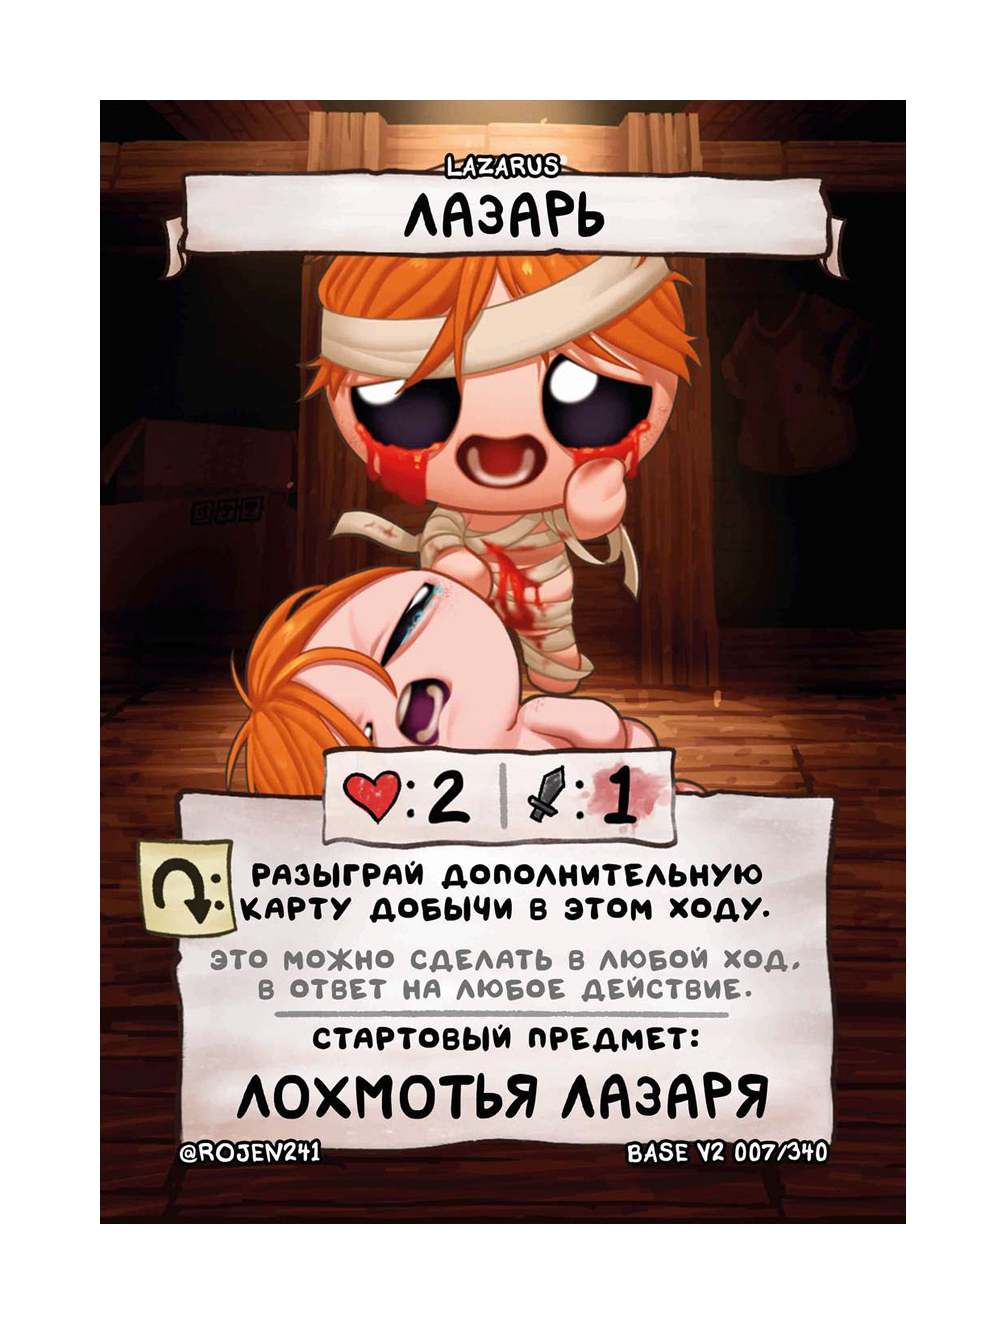 LAZARUS
ЛАЗАРЬ
: 2 | : 1
: РАЗЫГРАЙ ДОПОЛНИТЕЛЬНУЮ
КАРТУ ДОБЫЧИ В ЭТОМ ХОДУ.
ЭТО МОЖНО СДЕЛАТЬ В ЛЮБОЙ ХОД,
В ОТВЕТ НА ЛЮБОЕ ДЕЙСТВИЕ.
СТАРТОВЫЙ ПРЕДМЕТ:
ЛОХМОТЬЯ ЛАЗАРЯ
@ROJEN241
BASE V2 007/340